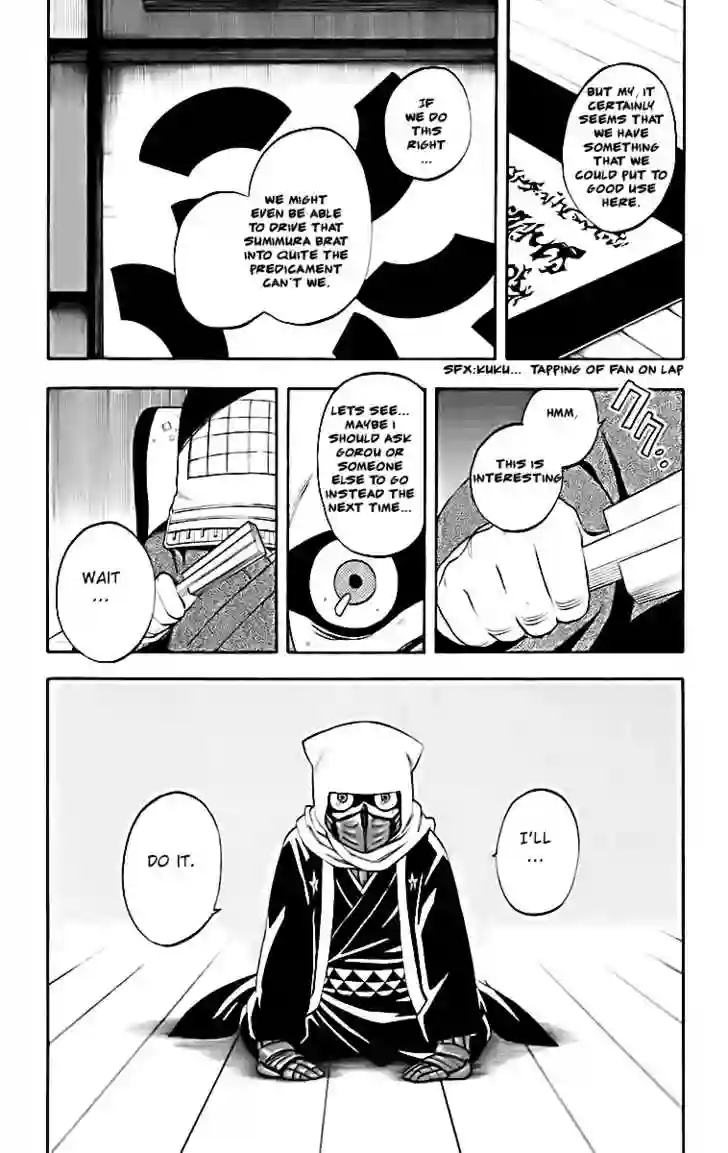 BUT MY, IT
CERTAINLY
SEEMS THAT
WE HAVE
SOMETHING
THAT WE
COULD PUT TO
GOOD USE
HERE.
IF
WE DO
THIS
RIGHT
...
WE MIGHT
EVEN BE ABLE
TO DRIVE THAT
SUMIMURA BRAT
INTO QUITE THE
PREDICAMENT
CAN'T WE.
SFX:KUKU... TAPPING OF FAN ON LAP
HMM,
THIS IS
INTERESTING
LETS SEE...
MAYBE I
SHOULD ASK
GOROU OR
SOMEONE
ELSE TO GO
INSTEAD THE
NEXT TIME...
WAIT
...
I'LL
...
DO IT.